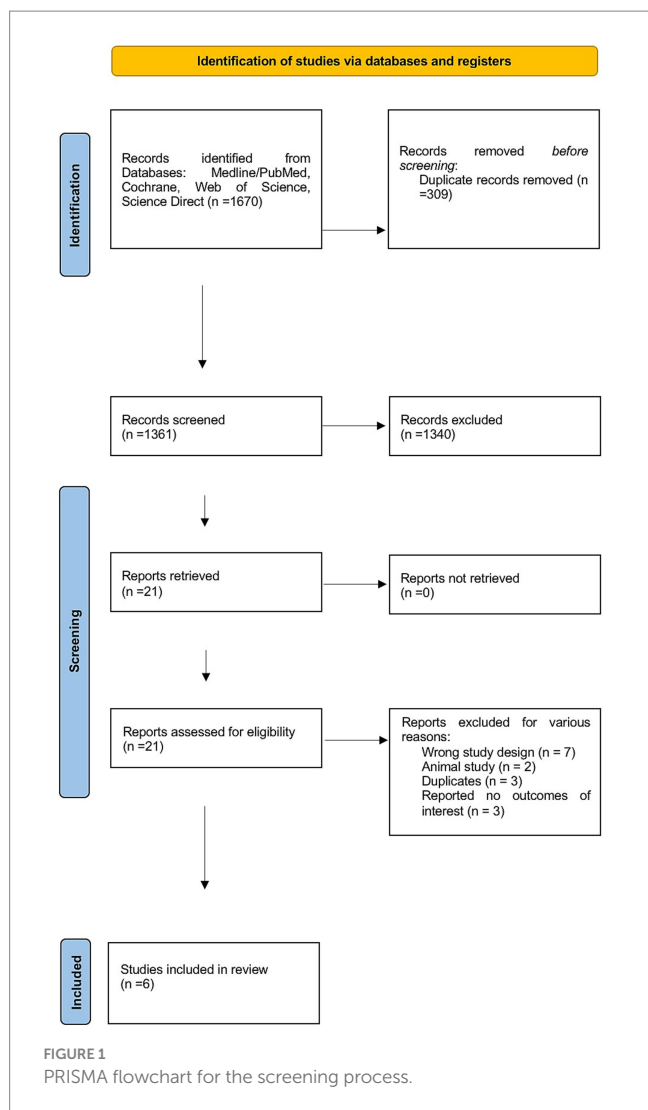 Identification of studies via databases and registers
Identification
Records identified from
Databases: Medline/PubMed,
Cochrane, Web of Science,
Science Direct (n =1670)
Records removed before
screening:
Duplicate records removed (n
=309)
Records screened
(n =1361)
Records excluded
(n =1340)
Screening
Reports retrieved
(n =21)
Reports not retrieved
(n =0)
Reports assessed for eligibility
(n =21)
Reports excluded for various
reasons:
Wrong study design (n = 7)
Animal study (n = 2)
Duplicates (n = 3)
Reported no outcomes of
interest (n = 3)
Included
Studies included in review
(n =6)
FIGURE 1
PRISMA flowchart for the screening process.